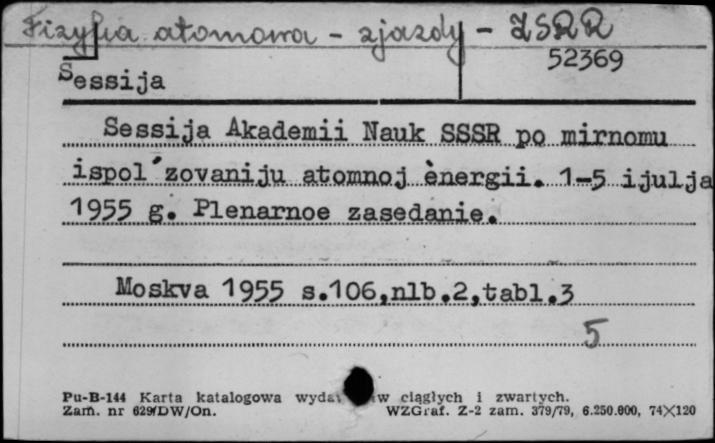 Fizyka atomowa - zjazdy - ZSRR
52369
Sessija
Sessija Akademii Nauk SSSR po mirnomu
ispol´zovaniju atomnoj ènergii. 1-5 ijulja
1955 g. Plenarnoe zasedanie.
Moskva 1955 s.106,nlb.2,tabl.3
5
Pu-B-144 Karta katalogowa wyda w ciągłych i zwartych.
Zam. nr 629/DW/On. WZGraf. Z-2 zam. 379/79, 6.250.000, 74X120